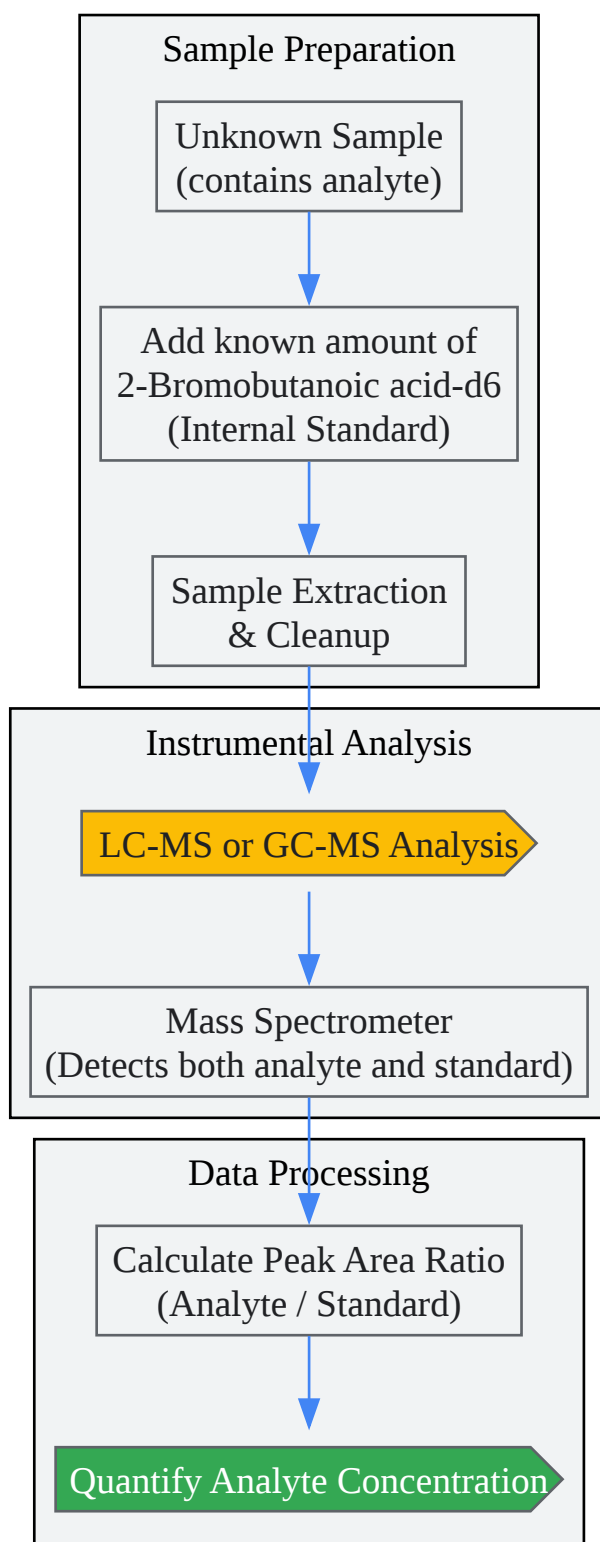 Sample Preparation
Unknown Sample
(contains analyte)
Add known amount of
2-Bromobutanoic acid-d6
(Internal Standard)
Sample Extraction
& Cleanup
Instrumental Analysis
LC-MS or GC-MS Analysis
Mass Spectrometer
(Detects both analyte and standard)
Data Processing
Calculate Peak Area Ratio
(Analyte / Standard)
Quantify Analyte Concentration